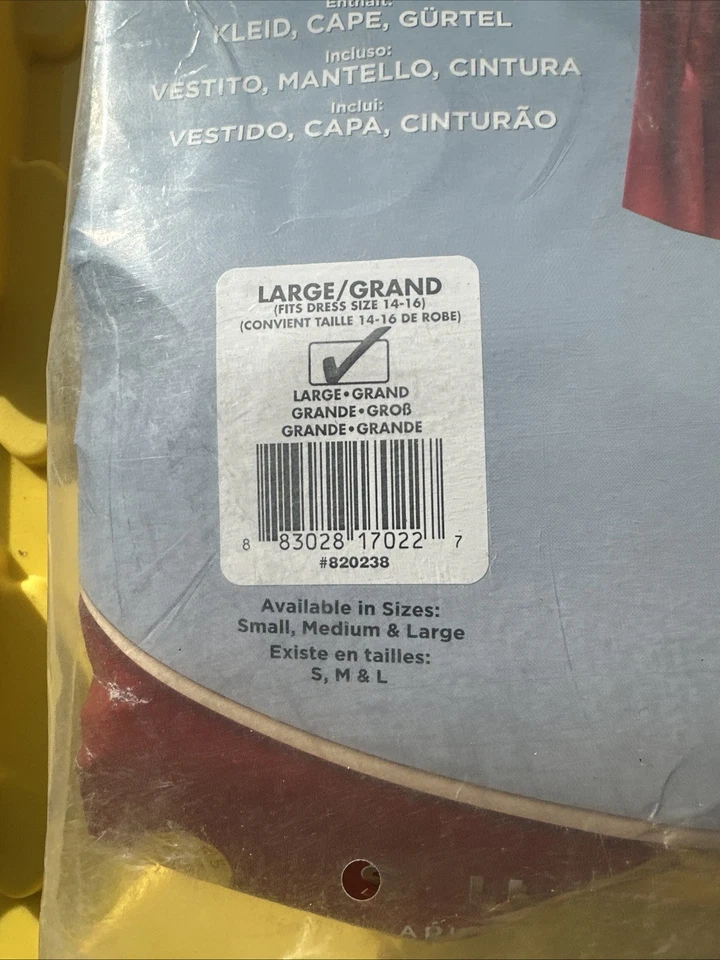 Enthält:
KLEID, CAPE, GÜRTEL
Incluso:
VESTITO, MANTELLO, CINTURA
Inclui:
VESTIDO, CAPA, CINTURÃO
LARGE/GRAND
(FITS DRESS SIZE 14-16)
(CONVIENT TAILLE 14-16 DE ROBE)
LARGE•GRAND
GRANDE•GROß
GRANDE•GRANDE
8 83028 17022 7
#820238
Available in Sizes:
Small, Medium & Large
Existe en tailles:
S, M & L